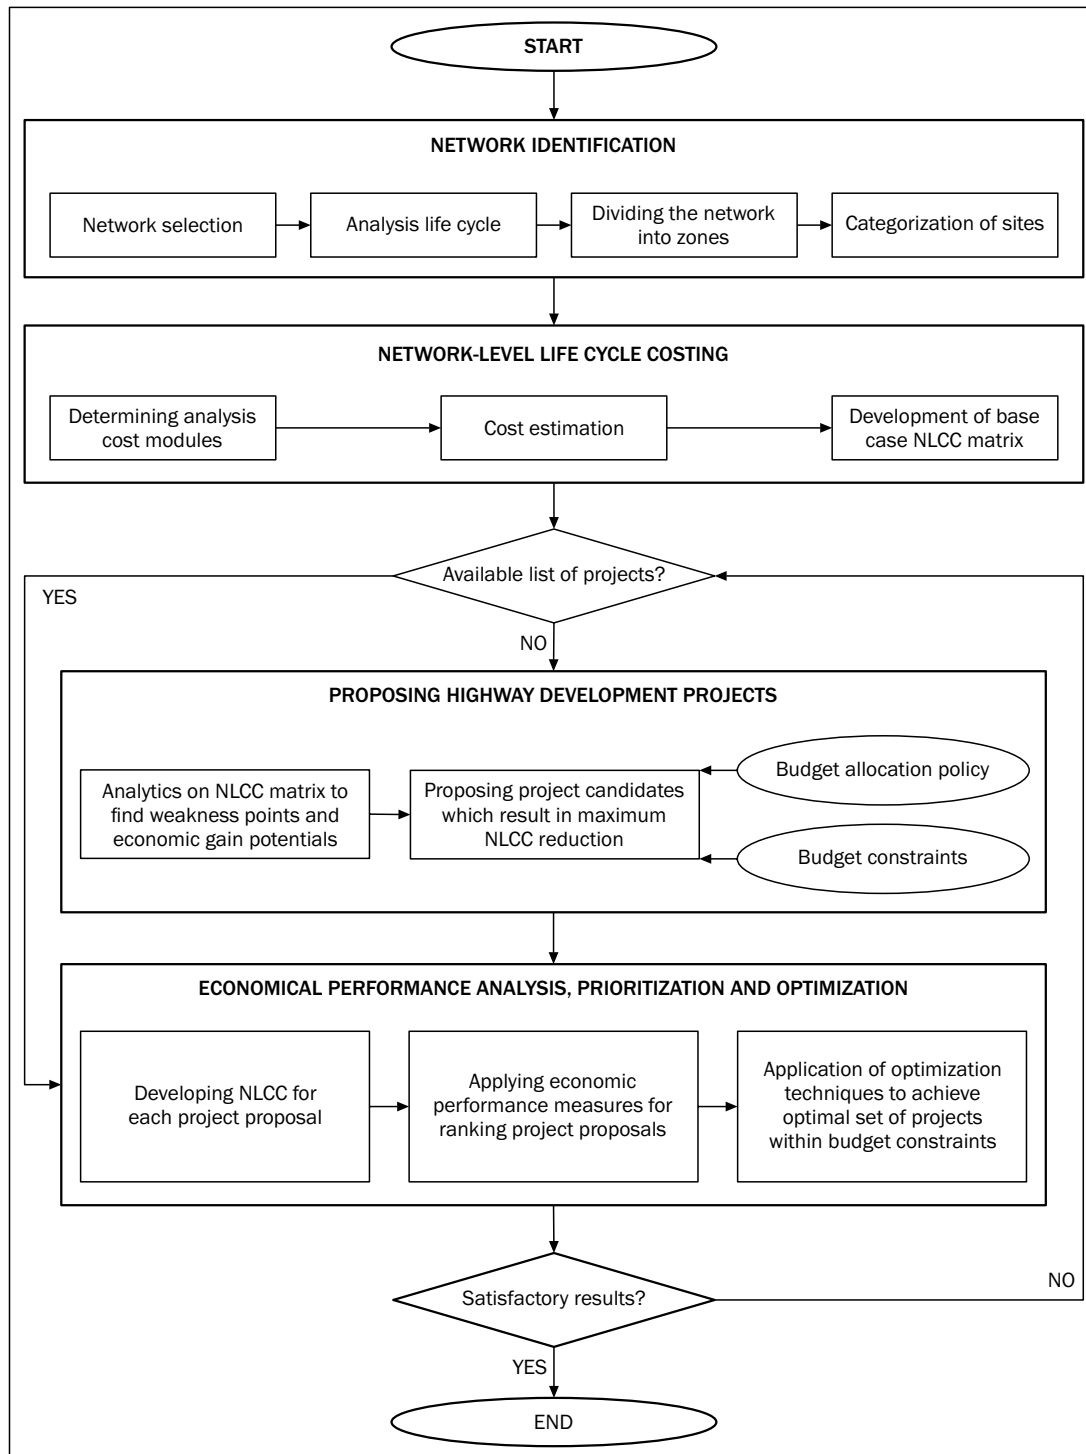 START
NETWORK IDENTIFICATION
Network selection
Analysis life cycle
Dividing the network
into zones
Categorization of sites
NETWORK-LEVEL LIFE CYCLE COSTING
Determining analysis
cost modules
Cost estimation
Development of base
case NLCC matrix
Available list of projects?
YES
NO
PROPOSING HIGHWAY DEVELOPMENT PROJECTS
Analytics on NLCC matrix to
find weakness points and
economic gain potentials
Proposing project candidates
which result in maximum
NLCC reduction
Budget allocation policy
Budget constraints
ECONOMICAL PERFORMANCE ANALYSIS, PRIORITIZATION AND OPTIMIZATION
Developing NLCC for
each project proposal
Applying economic
performance measures for
ranking project proposals
Application of optimization
techniques to achieve
optimal set of projects
within budget constraints
Satisfactory results?
NO
YES
END